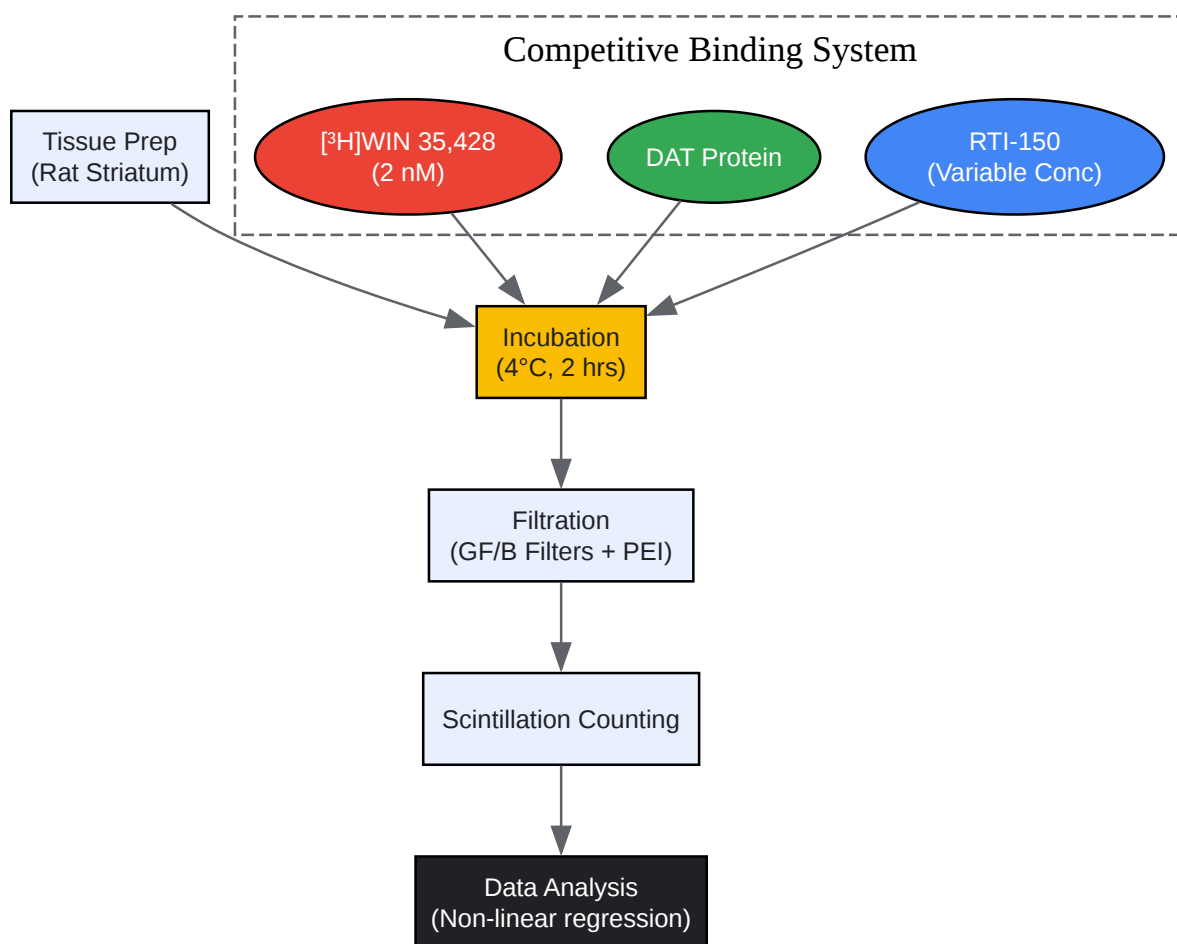 Competitive Binding System
Tissue Prep
(Rat Striatum)
[³H]WIN 35,428
(2 nM)
DAT Protein
RTI-150
(Variable Conc)
Incubation
(4°C, 2 hrs)
Filtration
(GF/B Filters + PEI)
Scintillation Counting
Data Analysis
(Non-linear regression)